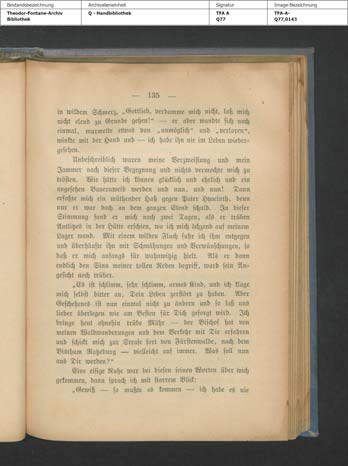 Bestandsbezeichnung
Archivalieneinheit
Signatur
Image-Bezeichnung
Theodor-Fontane-Archiv
Bibliothek
Q - Handbibliothek
TFA A
Q77
TFA-A-
Q77,0143
— 135 —
in wildem Schmerz, „Gottlieb, verdamme mich nicht, laß mich
nicht elend zu Grunde gehen!“ — er aber wandte sich noch
einmal, murmelte etwas von „unmöglich“ und „verloren“,
winkte mit der Hand und — ich habe ihn nie im Leben wieder-
gesehen.
Unbeschreiblich waren meine Verzweiflung und mein
Jammer nach dieser Begegnung und nichts vermochte mich zu
trösten. Wie hätte ich können glücklich und ehrlich und ein
angesehen Bauernweib werden und nun, und nun! Dann
erfaßte mich ein wüthender Haß gegen Pater Hyacinth, denn
nur er war doch an dem ganzen Elend schuld. In dieser
Stimmung fand er mich nach zwei Tagen, als er trüben
Antlitzes in der Hütte erschien, wo ich mich ächzend auf meinem
Lager wand. Mit einem wilden Fluch fuhr ich ihm entgegen
und überhäufte ihn mit Schmähungen und Verwünschungen, so
daß er mich anfangs für wahnwitzig hielt. Als er dann
endlich den Sinn meiner tollen Reden begriff, ward sein An-
gesicht noch trüber.
„Es ist schlimm, sehr schlimm, armes Kind, und ich klage
mich selbst bitter an, Dein Leben zerstört zu haben. Aber
Geschehenes ist nun einmal nicht zu ändern und so laß uns
lieber überlegen wie am Besten für Dich gesorgt wird. Ich
bringe heut ohnehin trübe Mähr — der Bischof hat von
meinen Waldwanderungen und dem Verkehr mit Dir erfahren
und schickt mich zur Strafe fort von Fürstenwalde, nach dem
Bisthum Ratzeburg — vielleicht auf immer. Was soll nun
aus Dir werden?“
Eine eisige Ruhe war bei diesen seinen Worten über mich
gekommen, dann sprach ich mit starrem Blick:
„Gewiß — so mußte es kommen — ich habe es nie